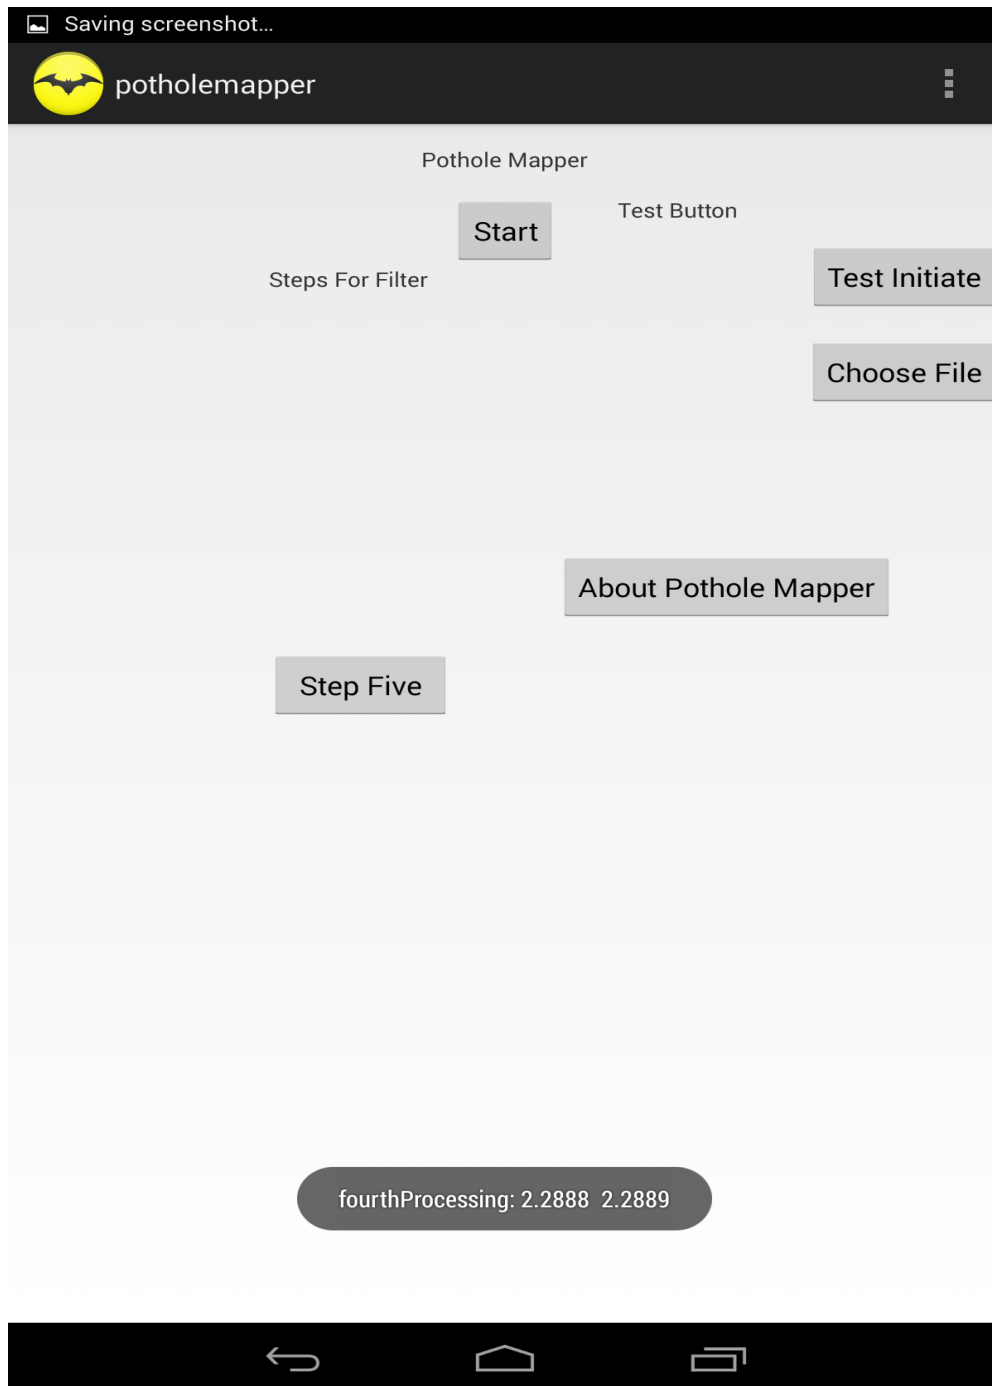 Saving screenshot...
potholemapper
Pothole Mapper
Test Button
Start
Steps For Filter
Test Initiate
Choose File
About Pothole Mapper
Step Five
fourthProcessing: 2.2888  2.2889